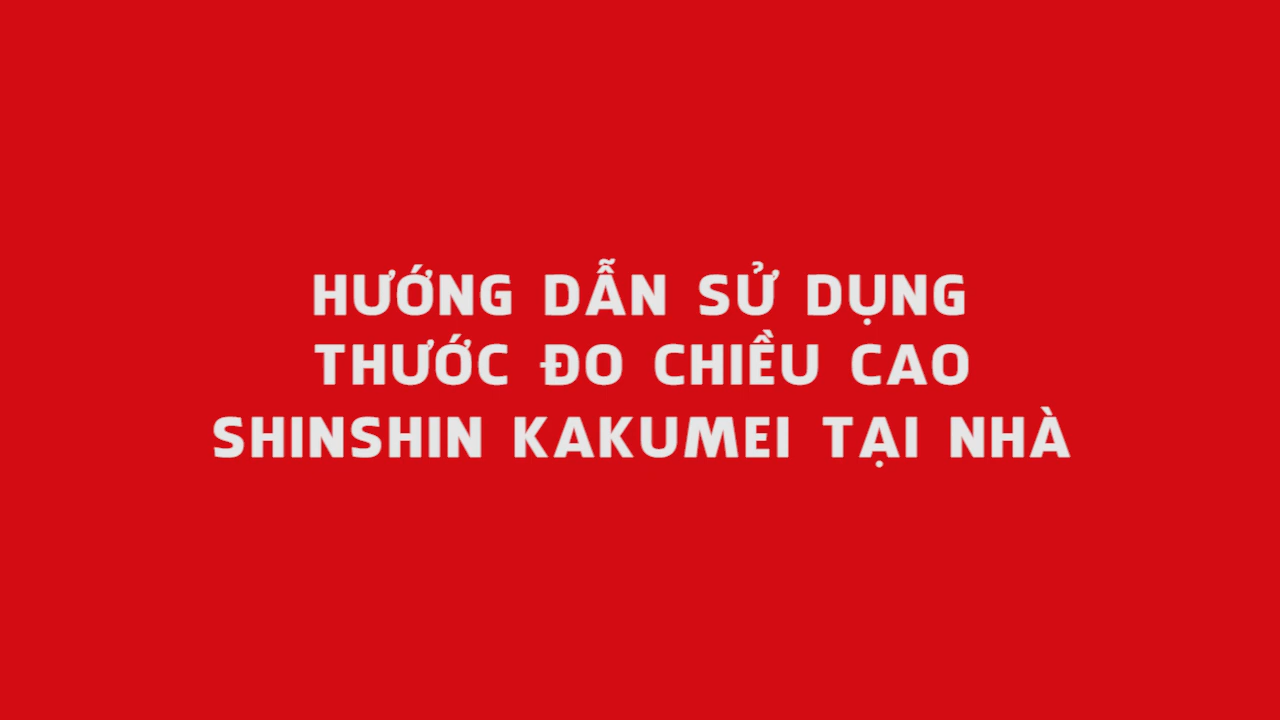 HƯỚNG DẪN SỬ DỤNG
THƯỚC ĐO CHIỀU CAO
SHINSHIN KAKUMEI TẠI NHÀ